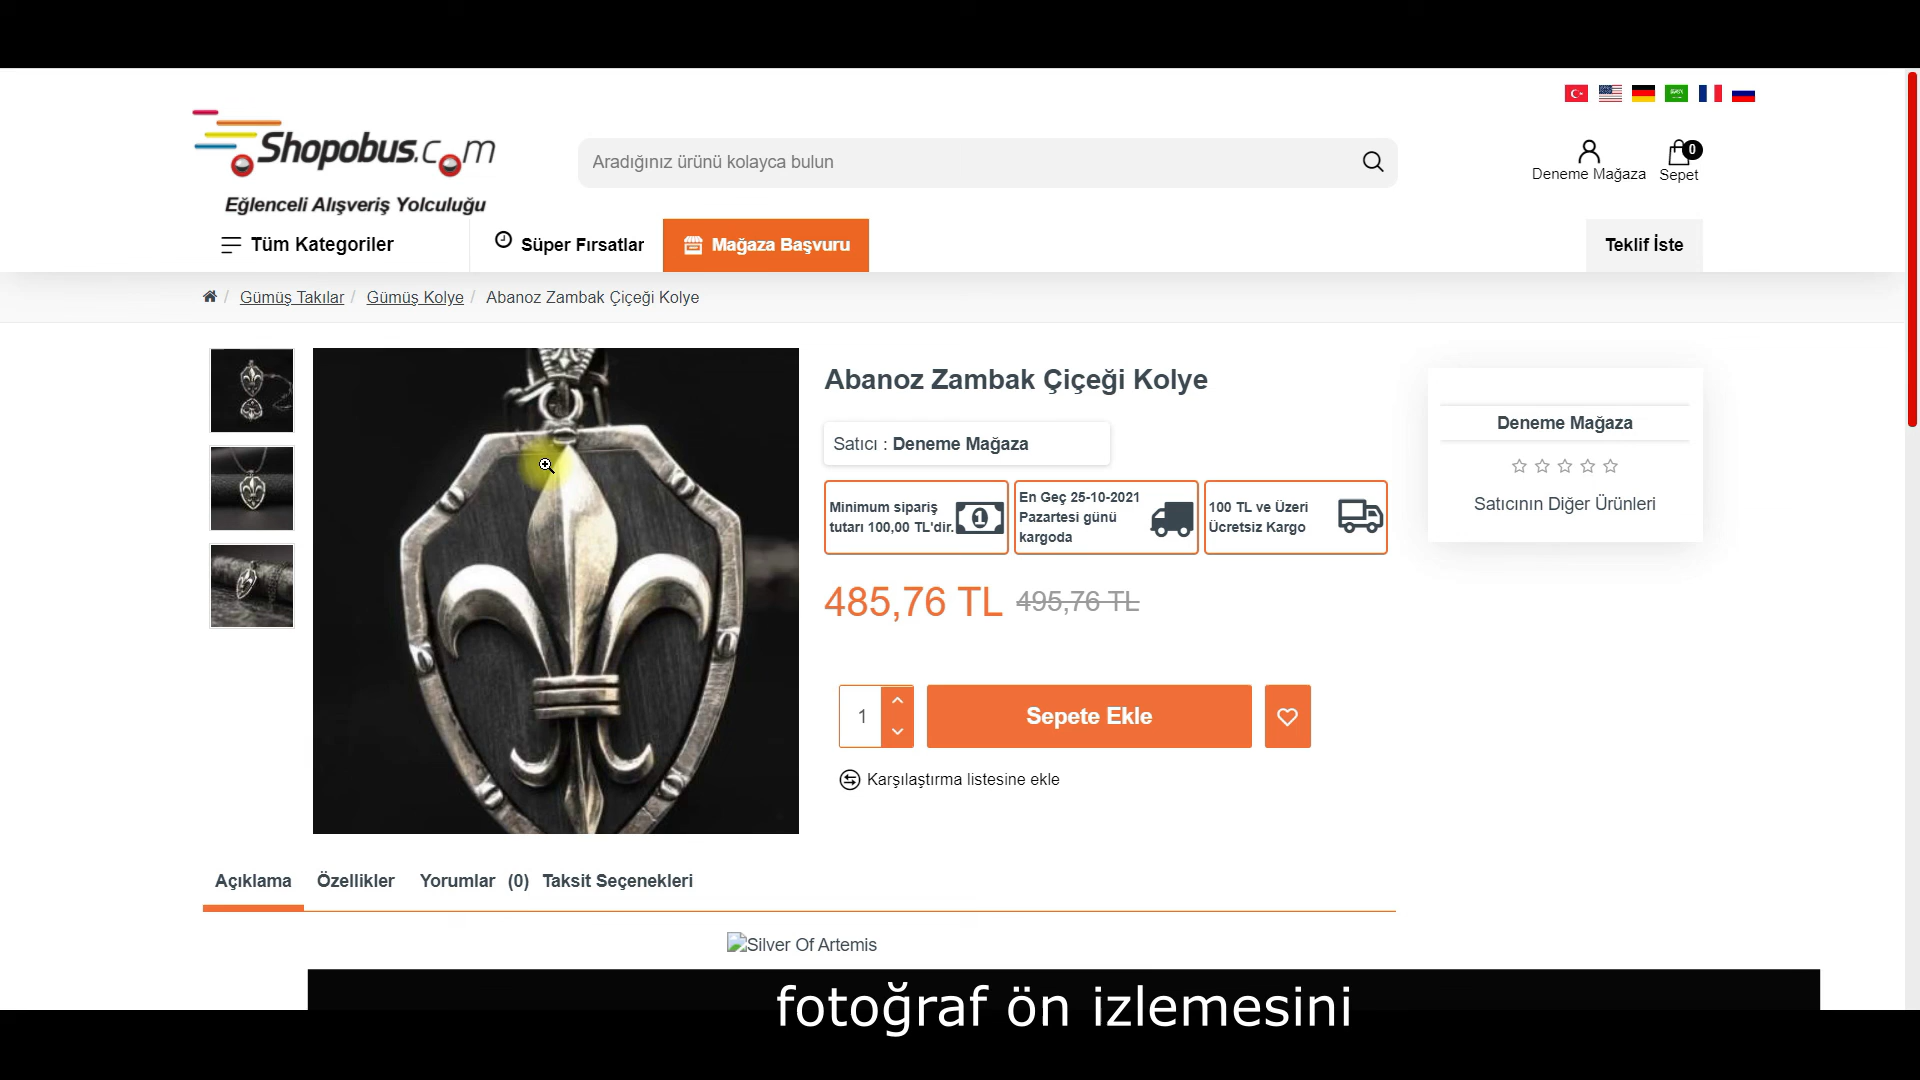 Shopobus.com
Eğlenceli Alışveriş Yolculuğu
Aradığınız ürünü kolayca bulun
Deneme Mağaza
0
Sepet
Tüm Kategoriler
Süper Fırsatlar
Mağaza Başvuru
Teklif İste
/ Gümüş Takılar / Gümüş Kolye / Abanoz Zambak Çiçeği Kolye
Abanoz Zambak Çiçeği Kolye
Satıcı : Deneme Mağaza
Minimum sipariş
tutarı 100,00 TL'dir.
1
En Geç 25-10-2021
Pazartesi günü
kargoda
100 TL ve Üzeri
Ücretsiz Kargo
485,76 TL 495,76 TL
1
Sepete Ekle
Karşılaştırma listesine ekle
Deneme Mağaza
Satıcının Diğer Ürünleri
Açıklama
Özellikler
Yorumlar (0)
Taksit Seçenekleri
Silver Of Artemis
fotoğraf ön izlemesini